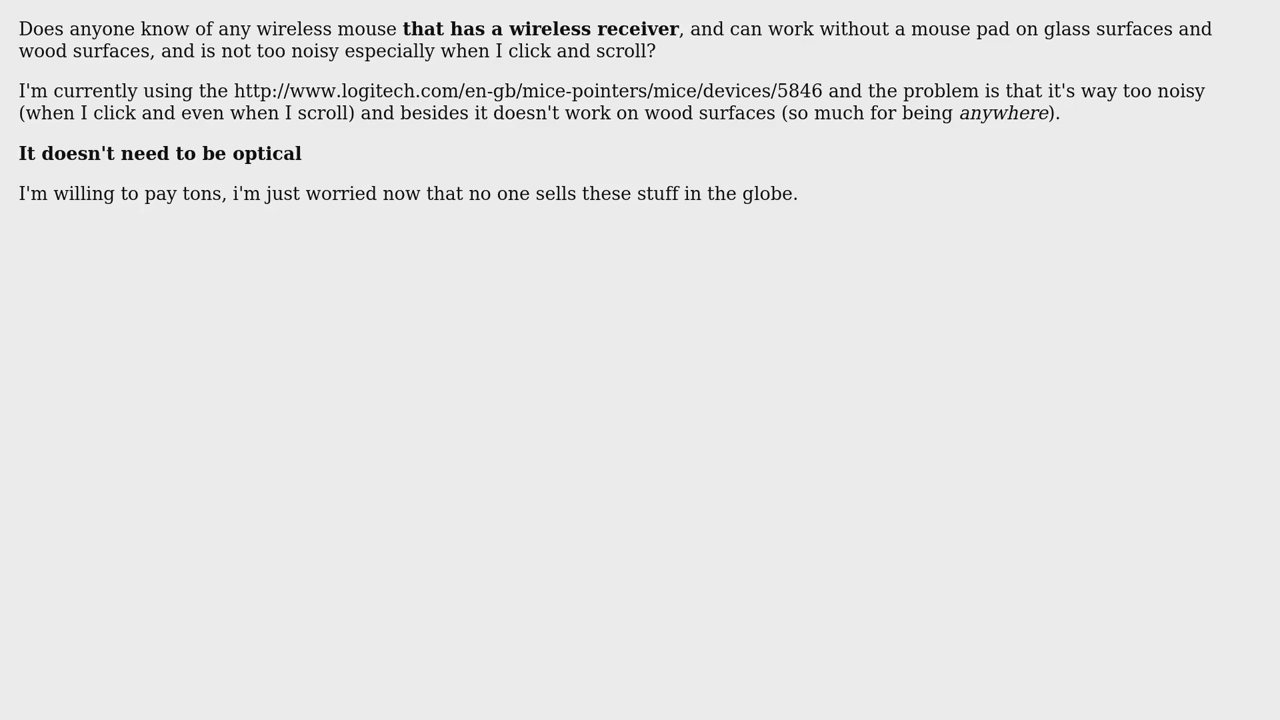 Does anyone know of any wireless mouse that has a wireless receiver, and can work without a mouse pad on glass surfaces and
wood surfaces, and is not too noisy especially when I click and scroll?
I'm currently using the http://www.logitech.com/en-gb/mice-pointers/mice/devices/5846 and the problem is that it's way too noisy
(when I click and even when I scroll) and besides it doesn't work on wood surfaces (so much for being anywhere).
It doesn't need to be optical
I'm willing to pay tons, i'm just worried now that no one sells these stuff in the globe.